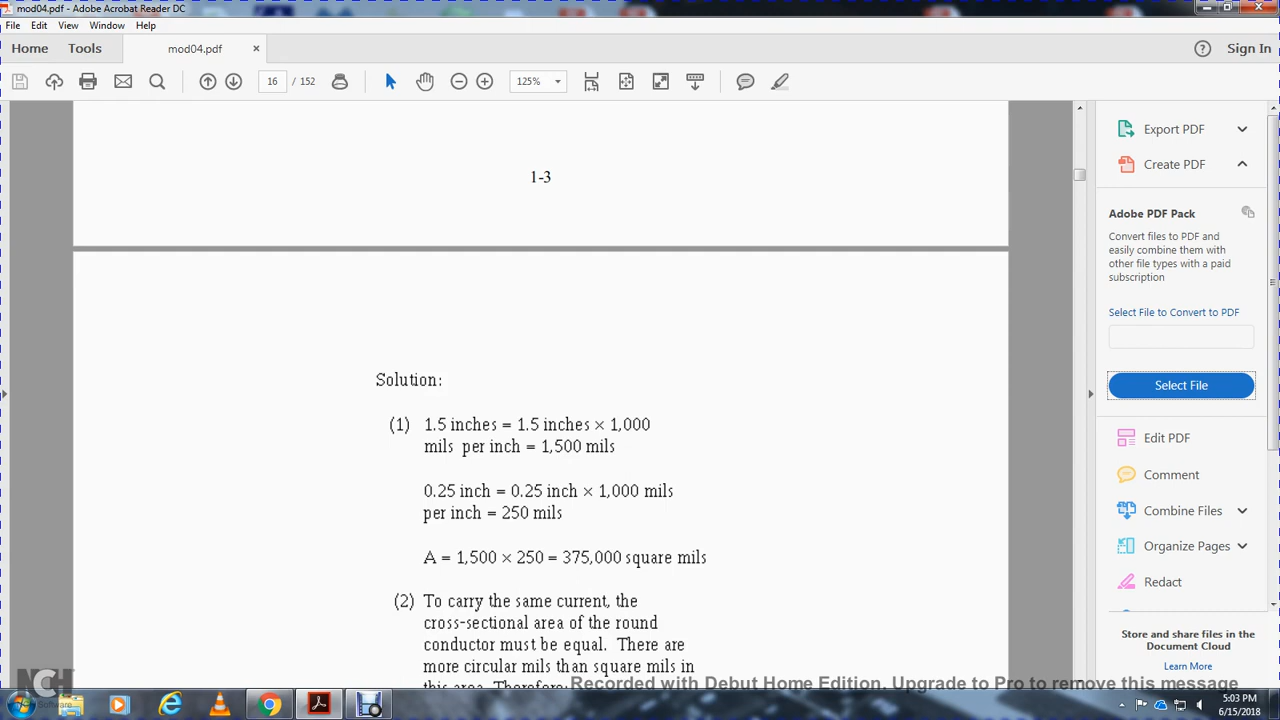 mod04.pdf - Adobe Acrobat Reader DC
File Edit View Window Help
Home Tools mod04.pdf × Sign In
16 / 152 125%
1-3
Solution:
(1) 1.5 inches = 1.5 inches × 1,000
mils per inch = 1,500 mils
0.25 inch = 0.25 inch × 1,000 mils
per inch = 250 mils
A = 1,500 × 250 = 375,000 square mils
(2) To carry the same current, the
cross-sectional area of the round
conductor must be equal. There are
more circular mils than square mils in
this area. Therefore:
Export PDF
Create PDF
Adobe PDF Pack
Convert files to PDF and
easily combine them with
other file types with a paid
subscription
Select File to Convert to PDF
Select File
Edit PDF
Comment
Combine Files
Organize Pages
Redact
Store and share files in the
Document Cloud
Learn More
NCH
Software
Recorded with Debut Home Edition. Upgrade to Pro to remove this message
5:03 PM
6/15/2018